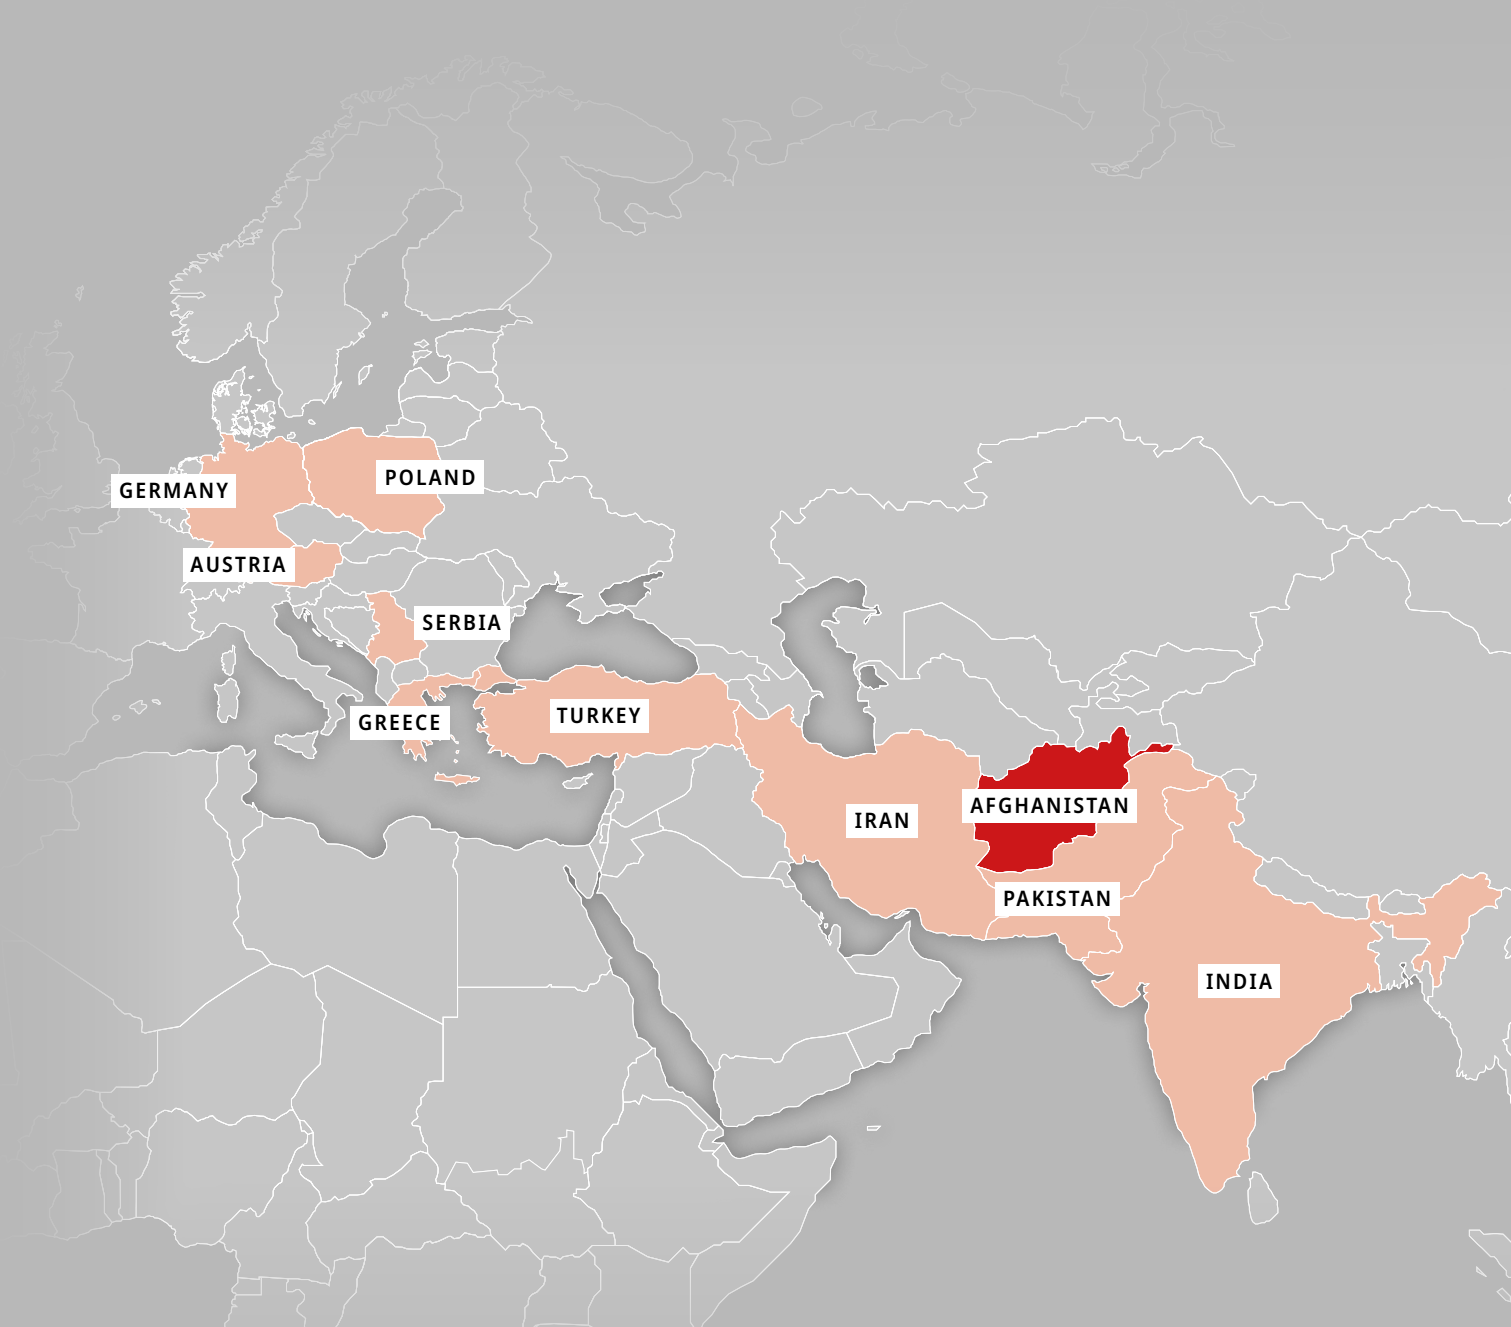 POLAND
GERMANY
AUSTRIA
SERBIA
TURKEY
GREECE
AFGHANISTAN
IRAN
PAKISTAN
INDIA